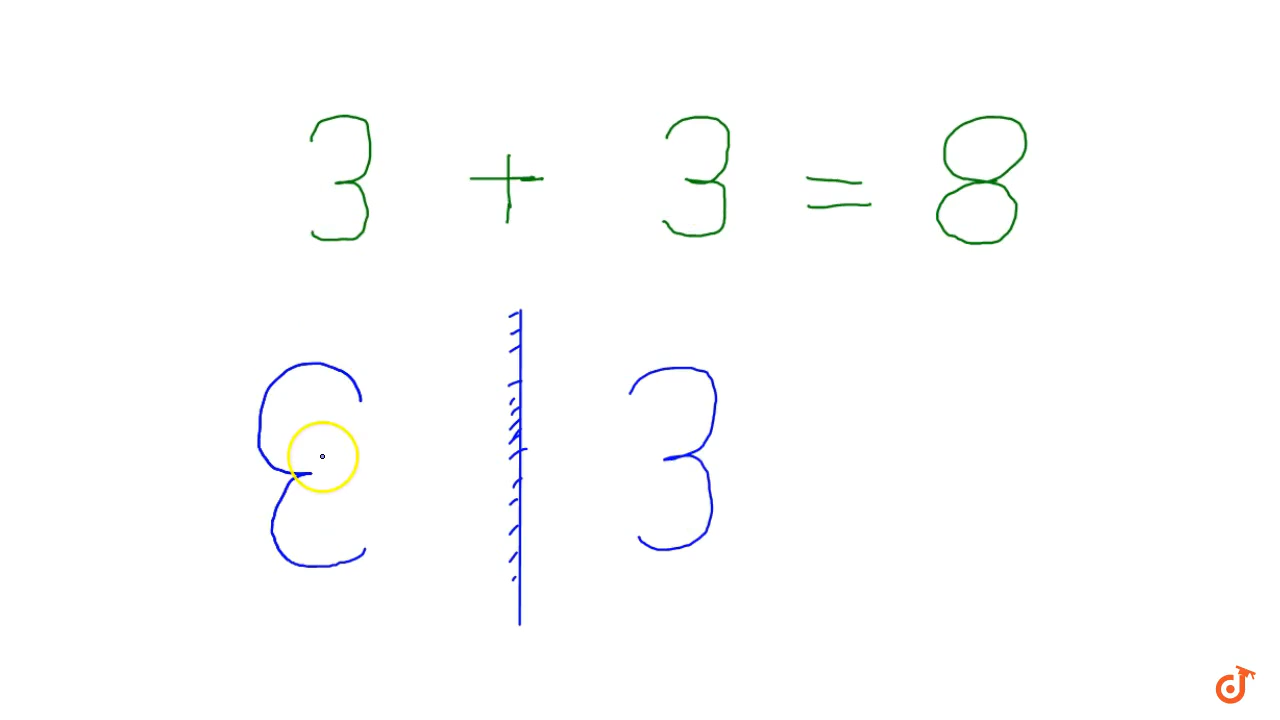 3 + 3 = 8
Ɛ | 3